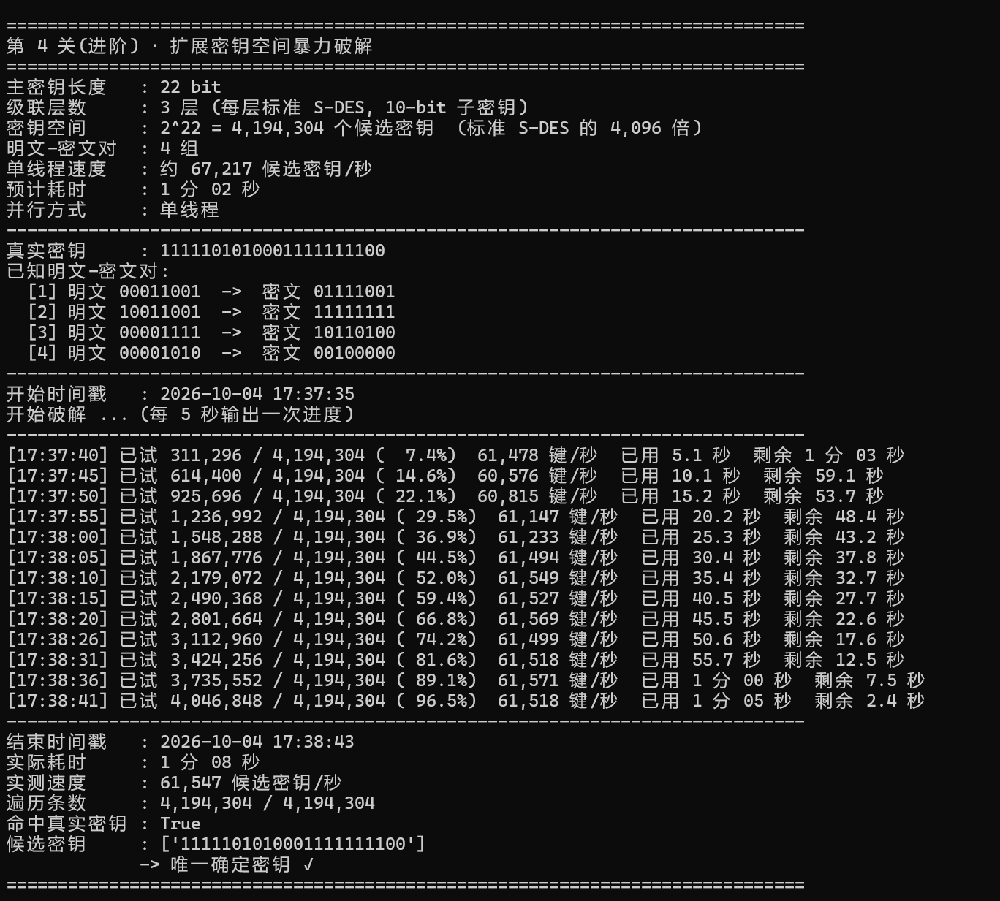 ==============================================================================
第 4 关(进阶) · 扩展密钥空间暴力破解
==============================================================================
主密钥长度   : 22 bit
级联层数     : 3 层 (每层标准 S-DES, 10-bit 子密钥)
密钥空间     : 2^22 = 4,194,304 个候选密钥  (标准 S-DES 的 4,096 倍)
明文-密文对  : 4 组
单线程速度   : 约 67,217 候选密钥/秒
预计耗时     : 1 分 02 秒
并行方式     : 单线程
------------------------------------------------------------------------------
真实密钥     : 1111101010001111111100
已知明文-密文对:
  [1] 明文 00011001  ->  密文 01111001
  [2] 明文 10011001  ->  密文 11111111
  [3] 明文 00001111  ->  密文 10110100
  [4] 明文 00001010  ->  密文 00100000
------------------------------------------------------------------------------
开始时间戳   : 2026-10-04 17:37:35
开始破解 ... (每 5 秒输出一次进度)
------------------------------------------------------------------------------
[17:37:40] 已试 311,296 / 4,194,304 (  7.4%)  61,478 键/秒  已用 5.1 秒  剩余 1 分 03 秒
[17:37:45] 已试 614,400 / 4,194,304 ( 14.6%)  60,576 键/秒  已用 10.1 秒  剩余 59.1 秒
[17:37:50] 已试 925,696 / 4,194,304 ( 22.1%)  60,815 键/秒  已用 15.2 秒  剩余 53.7 秒
[17:37:55] 已试 1,236,992 / 4,194,304 ( 29.5%)  61,147 键/秒  已用 20.2 秒  剩余 48.4 秒
[17:38:00] 已试 1,548,288 / 4,194,304 ( 36.9%)  61,233 键/秒  已用 25.3 秒  剩余 43.2 秒
[17:38:05] 已试 1,867,776 / 4,194,304 ( 44.5%)  61,494 键/秒  已用 30.4 秒  剩余 37.8 秒
[17:38:10] 已试 2,179,072 / 4,194,304 ( 52.0%)  61,549 键/秒  已用 35.4 秒  剩余 32.7 秒
[17:38:15] 已试 2,490,368 / 4,194,304 ( 59.4%)  61,527 键/秒  已用 40.5 秒  剩余 27.7 秒
[17:38:20] 已试 2,801,664 / 4,194,304 ( 66.8%)  61,569 键/秒  已用 45.5 秒  剩余 22.6 秒
[17:38:26] 已试 3,112,960 / 4,194,304 ( 74.2%)  61,499 键/秒  已用 50.6 秒  剩余 17.6 秒
[17:38:31] 已试 3,424,256 / 4,194,304 ( 81.6%)  61,518 键/秒  已用 55.7 秒  剩余 12.5 秒
[17:38:36] 已试 3,735,552 / 4,194,304 ( 89.1%)  61,571 键/秒  已用 1 分 00 秒  剩余 7.5 秒
[17:38:41] 已试 4,046,848 / 4,194,304 ( 96.5%)  61,518 键/秒  已用 1 分 05 秒  剩余 2.4 秒
------------------------------------------------------------------------------
结束时间戳   : 2026-10-04 17:38:43
实际耗时     : 1 分 08 秒
实测速度     : 61,547 候选密钥/秒
遍历条数     : 4,194,304 / 4,194,304
命中真实密钥 : True
候选密钥     : ['1111101010001111111100']
             -> 唯一确定密钥 √
==============================================================================